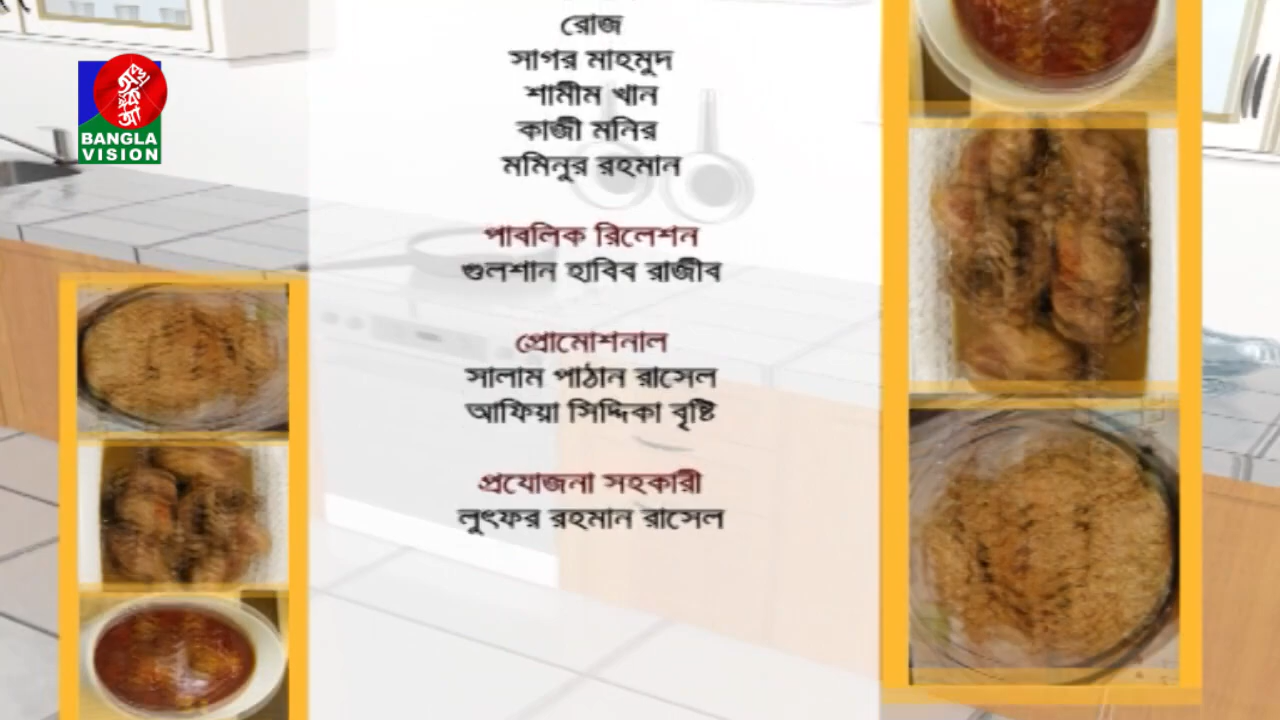 BANGLA
VISION
রোজ
সাগর মাহমুদ
শামীম খান
কাজী মনির
মমিনুর রহমান
পাবলিক রিলেশন
গুলশান হাবিব রাজীব
প্রোমোশনাল
সালাম পাঠান রাসেল
আফিয়া সিদ্দিকা বৃষ্টি
প্রযোজনা সহকারী
লুৎফর রহমান রাসেল